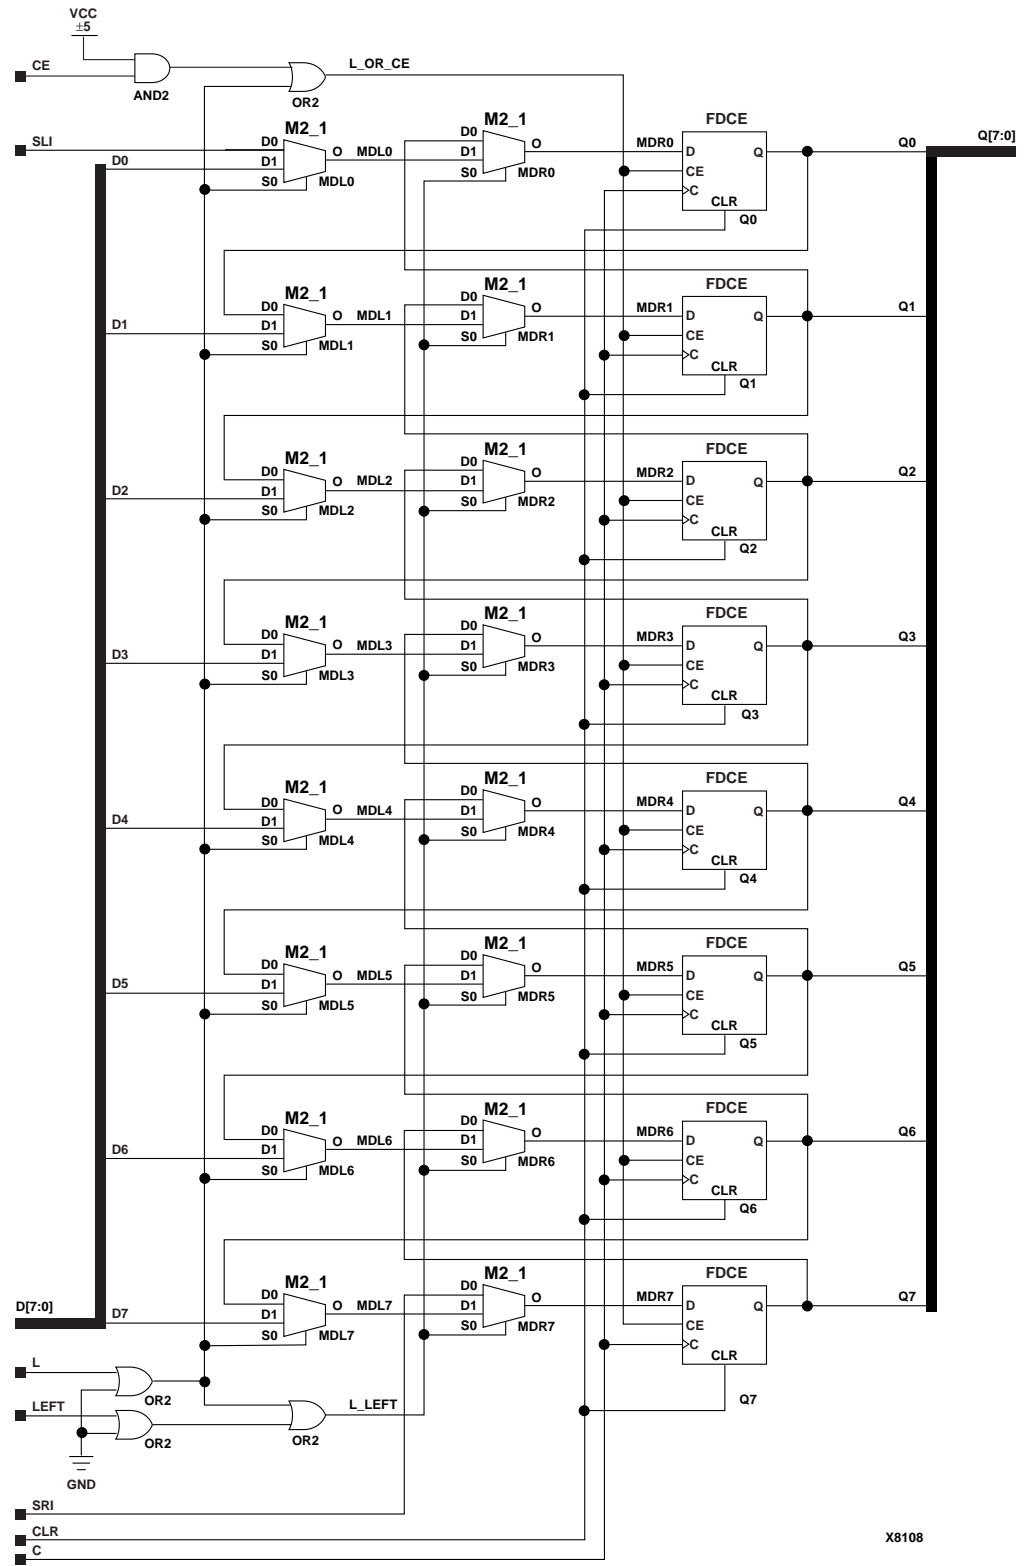 VCC
±5
CE
AND2
OR2
L_OR_CE
SLI
D0
D0
D1
S0
M2_1
O
MDL0
MDL0
D0
D1
S0
M2_1
O
MDR0
MDR0
FDCE
D
CE
C
Q
CLR
Q0
Q0
Q[7:0]
D1
D0
D1
S0
M2_1
O
MDL1
MDL1
D0
D1
S0
M2_1
O
MDR1
MDR1
FDCE
D
CE
C
Q
CLR
Q1
Q1
D2
D0
D1
S0
M2_1
O
MDL2
MDL2
D0
D1
S0
M2_1
O
MDR2
MDR2
FDCE
D
CE
C
Q
CLR
Q2
Q2
D3
D0
D1
S0
M2_1
O
MDL3
MDL3
D0
D1
S0
M2_1
O
MDR3
MDR3
FDCE
D
CE
C
Q
CLR
Q3
Q3
D4
D0
D1
S0
M2_1
O
MDL4
MDL4
D0
D1
S0
M2_1
O
MDR4
MDR4
FDCE
D
CE
C
Q
CLR
Q4
Q4
D5
D0
D1
S0
M2_1
O
MDL5
MDL5
D0
D1
S0
M2_1
O
MDR5
MDR5
FDCE
D
CE
C
Q
CLR
Q5
Q5
D6
D0
D1
S0
M2_1
O
MDL6
MDL6
D0
D1
S0
M2_1
O
MDR6
MDR6
FDCE
D
CE
C
Q
CLR
Q6
Q6
D[7:0]
D7
D0
D1
S0
M2_1
O
MDL7
MDL7
D0
D1
S0
M2_1
O
MDR7
MDR7
FDCE
D
CE
C
Q
CLR
Q7
Q7
L
OR2
LEFT
OR2
L_LEFT
OR2
GND
SRI
CLR
C
X8108